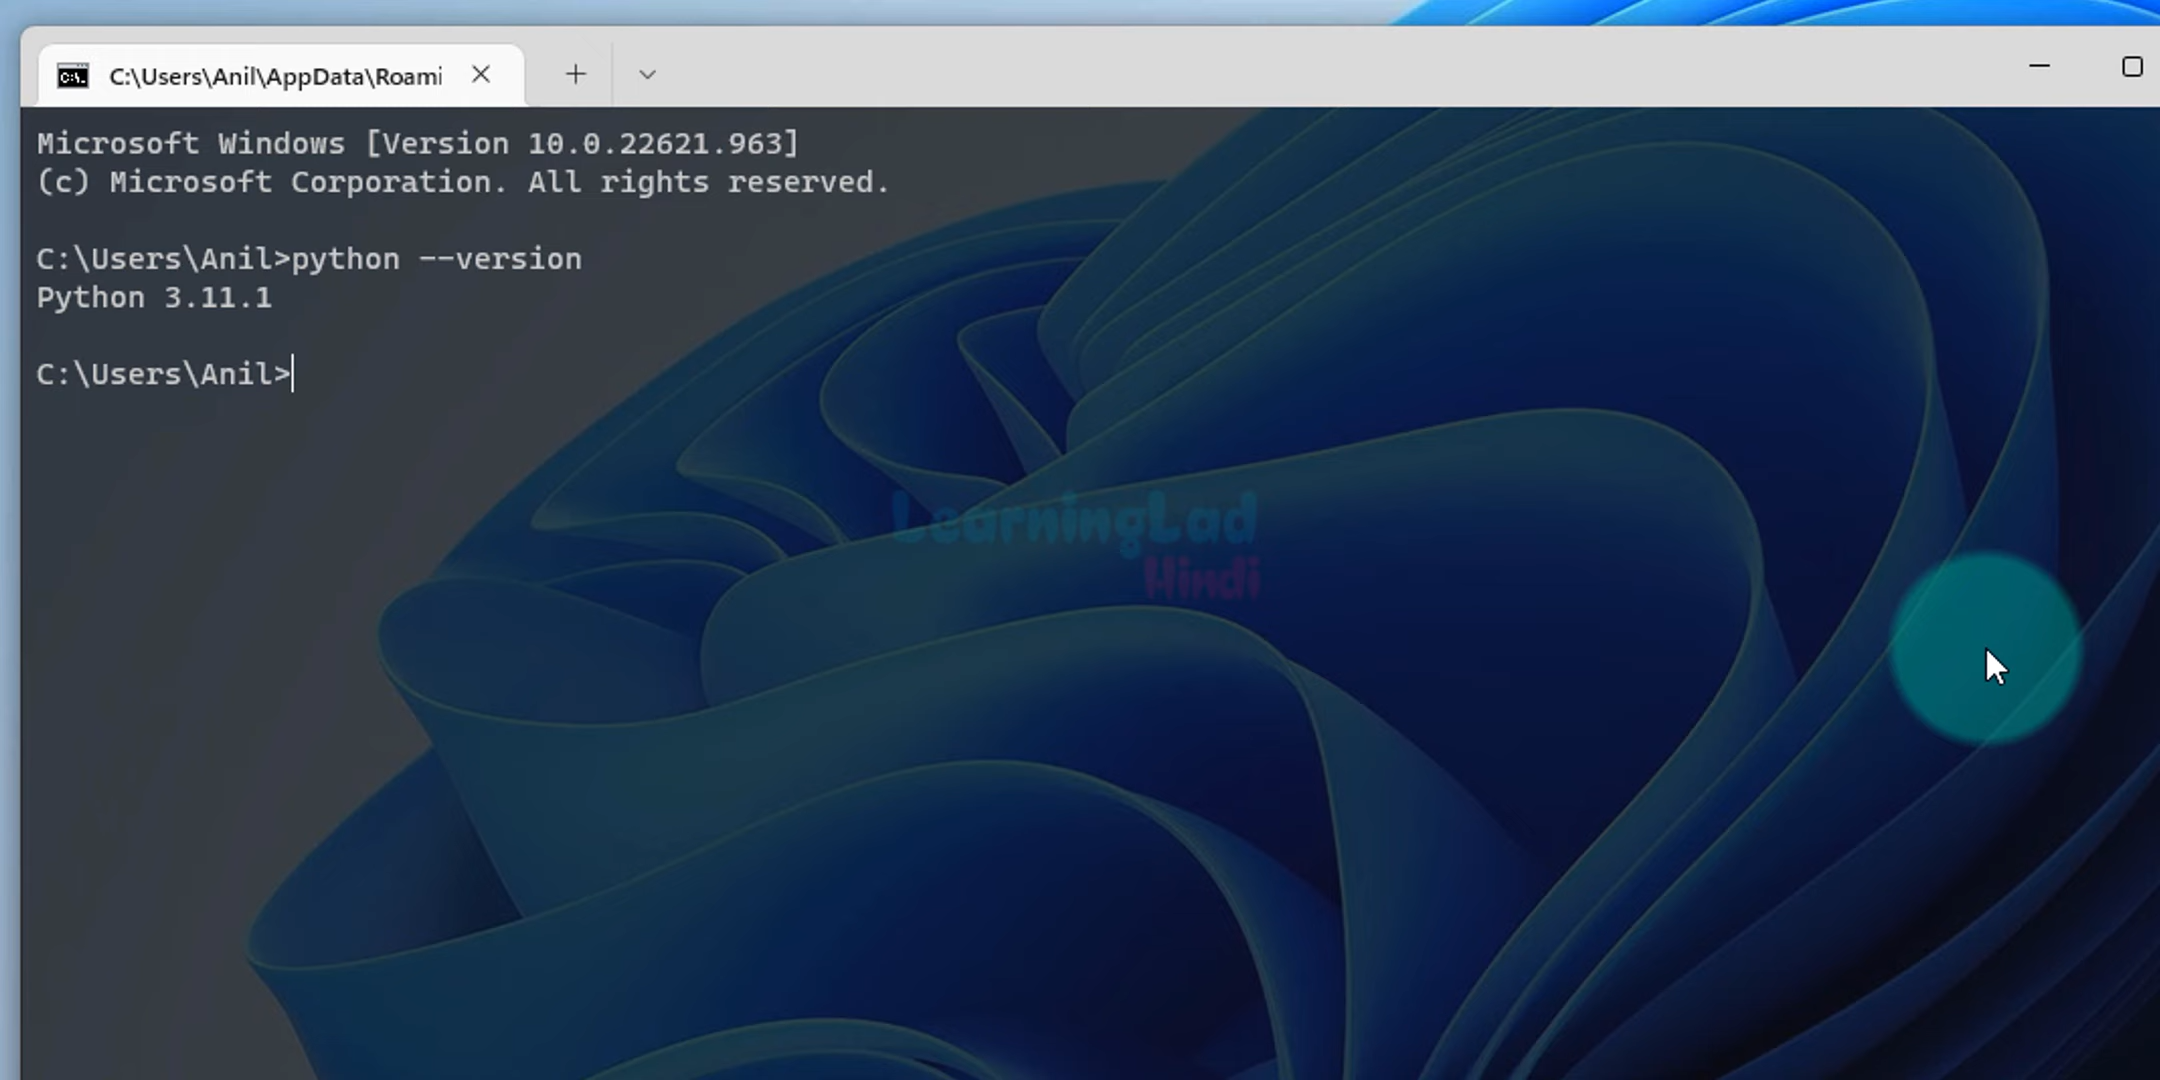 C:\Users\Anil\AppData\Roami
Microsoft Windows [Version 10.0.22621.963]
(c) Microsoft Corporation. All rights reserved.
C:\Users\Anil>python --version
Python 3.11.1
C:\Users\Anil>
LearningLad
Hindi